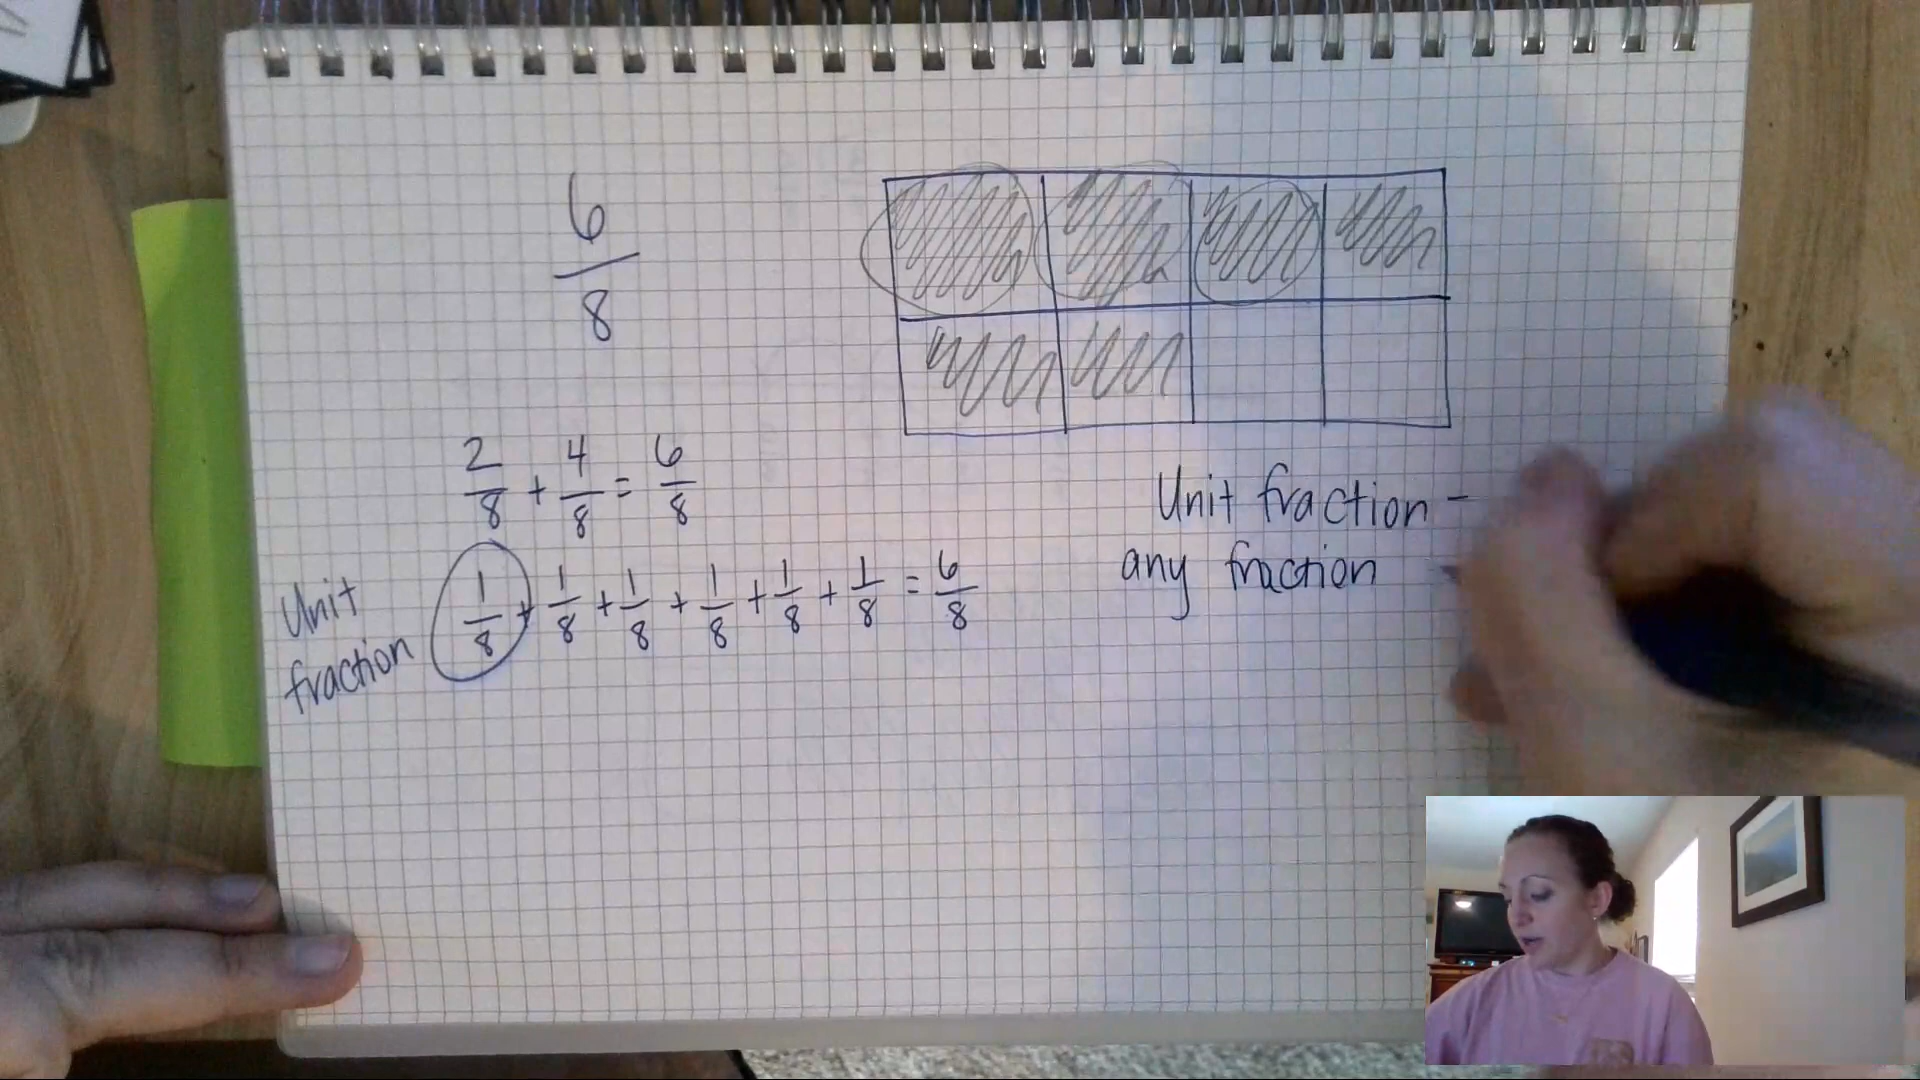 6/8
2/8 + 4/8 = 6/8
Unit fraction -
any fraction
1/8 + 1/8 + 1/8 + 1/8 + 1/8 + 1/8 = 6/8
Unit
fraction